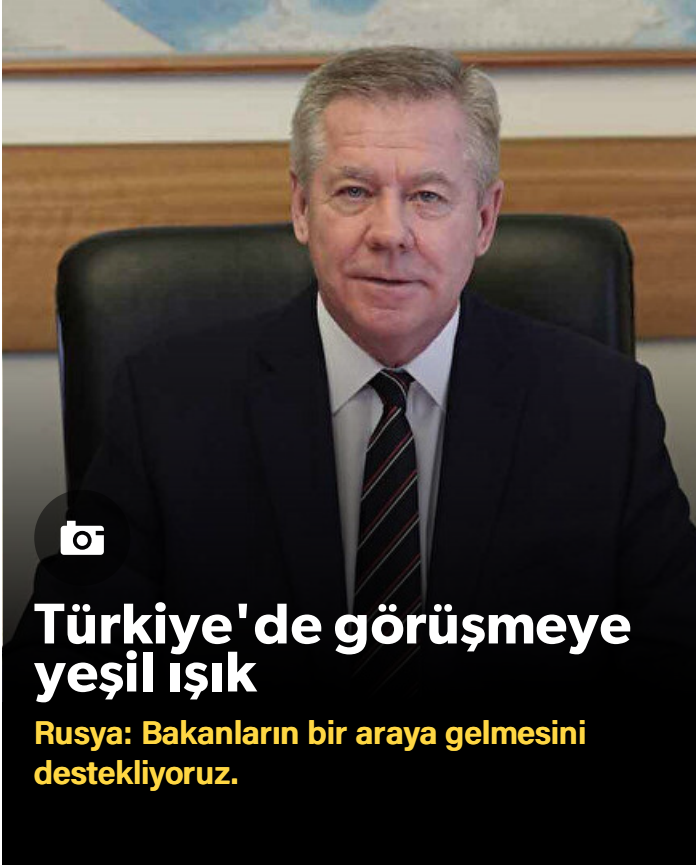 Türkiye'de görüşmeye
yeşil ışık
Rusya: Bakanların bir araya gelmesini
destekliyoruz.